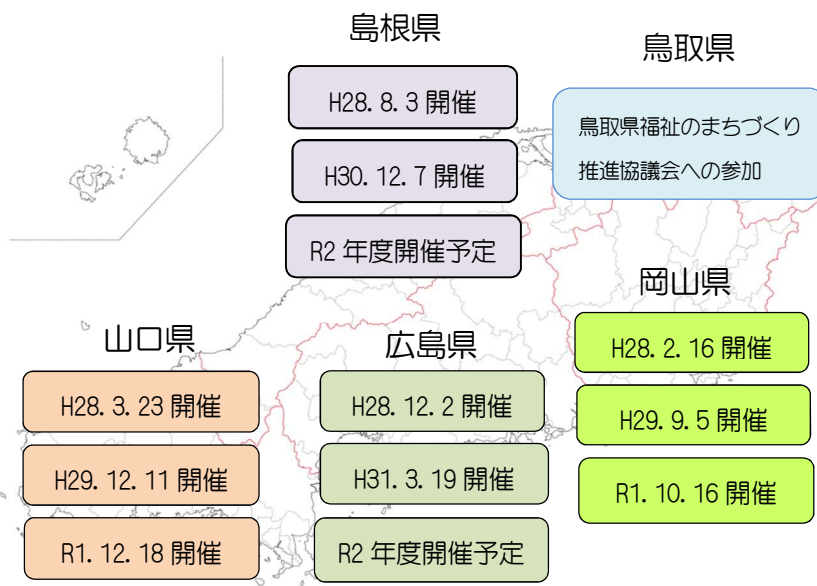 島根県
H28.8.3 開催
H30.12.7 開催
R2 年度開催予定
鳥取県
鳥取県福祉のまちづくり
推進協議会への参加
岡山県
H28.2.16 開催
H29.9.5 開催
R1.10.16 開催
山口県
H28.3.23 開催
H29.12.11 開催
R1.12.18 開催
広島県
H28.12.2 開催
H31.3.19 開催
R2 年度開催予定